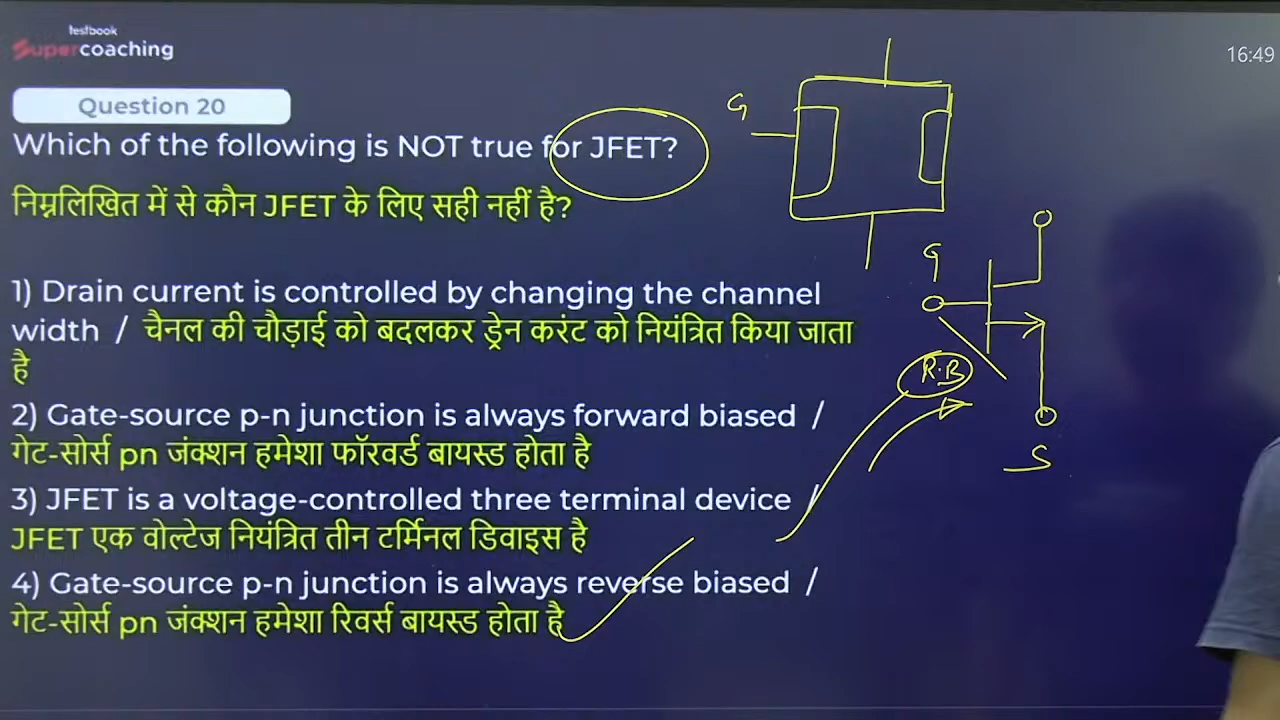 testbook
Supercoaching
16:49
Question 20
Which of the following is NOT true for JFET?
निम्नलिखित में से कौन JFET के लिए सही नहीं है?
1) Drain current is controlled by changing the channel
width / चैनल की चौड़ाई को बदलकर ड्रेन करंट को नियंत्रित किया जाता
है
2) Gate-source p-n junction is always forward biased /
गेट-सोर्स pn जंक्शन हमेशा फॉरवर्ड बायस्ड होता है
3) JFET is a voltage-controlled three terminal device /
JFET एक वोल्टेज नियंत्रित तीन टर्मिनल डिवाइस है
4) Gate-source p-n junction is always reverse biased /
गेट-सोर्स pn जंक्शन हमेशा रिवर्स बायस्ड होता है
G
G
R.B
S